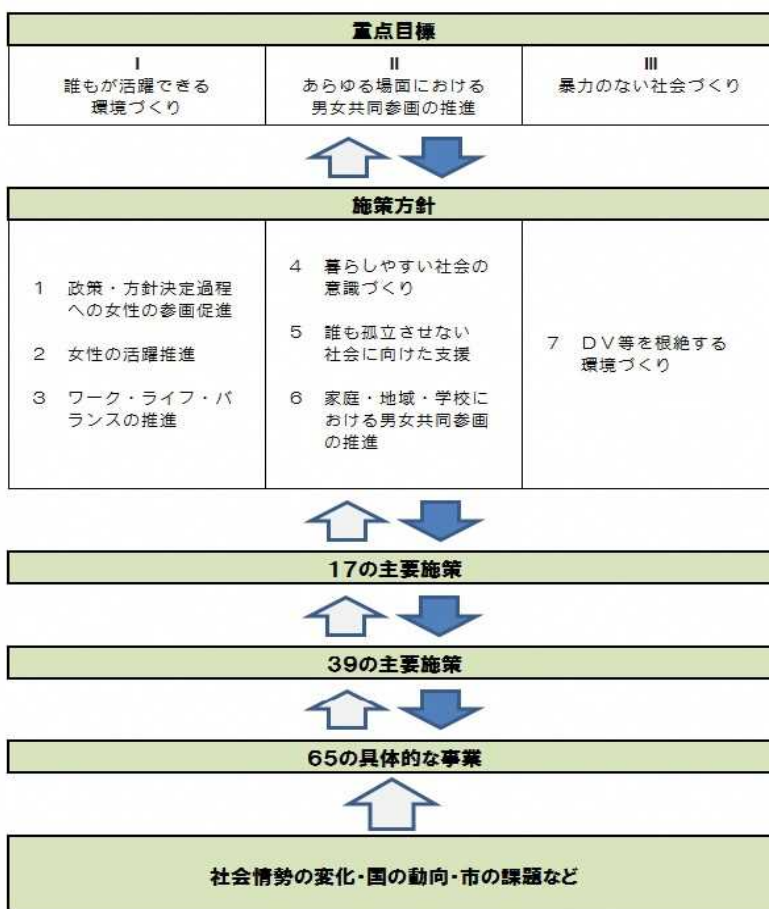 重点目標
Ⅰ
誰もが活躍できる
環境づくり
Ⅱ
あらゆる場面における
男女共同参画の推進
Ⅲ
暴力のない社会づくり
施策方針
1 政策・方針決定過程
への女性の参画促進
2 女性の活躍推進
3 ワーク・ライフ・バ
ランスの推進
4 暮らしやすい社会の
意識づくり
5 誰も孤立させない
社会に向けた支援
6 家庭・地域・学校に
おける男女共同参画
の推進
7 DV等を根絶する
環境づくり
17の主要施策
39の主要施策
65の具体的な事業
社会情勢の変化・国の動向・市の課題など